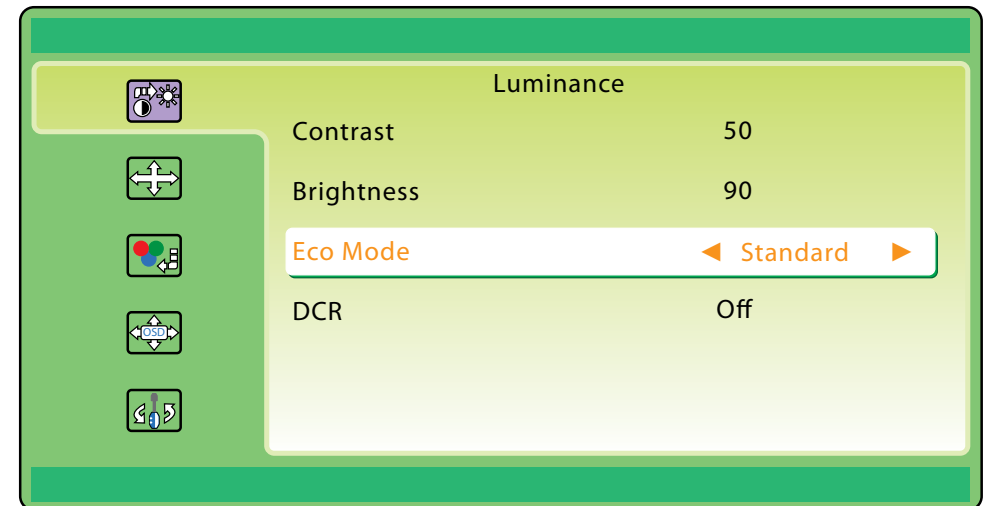 Luminance
Contrast 50
Brightness 90
Eco Mode ◀ Standard ▶
DCR Off
OSD